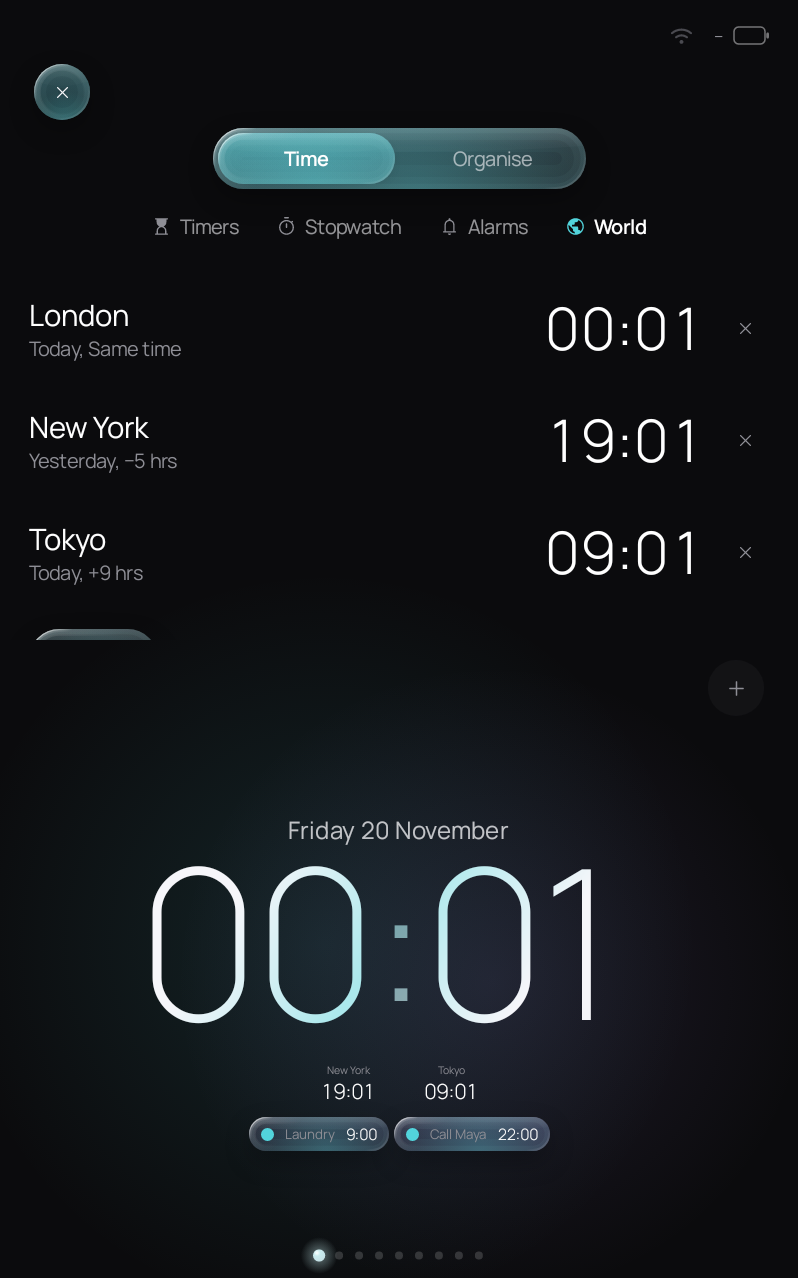 Time Organise
Timers Stopwatch Alarms World
London
Today, Same time
00:01
New York
Yesterday, −5 hrs
19:01
Tokyo
Today, +9 hrs
09:01
Friday 20 November
00:01
New York Tokyo
19:01 09:01
Laundry 9:00 Call Maya 22:00